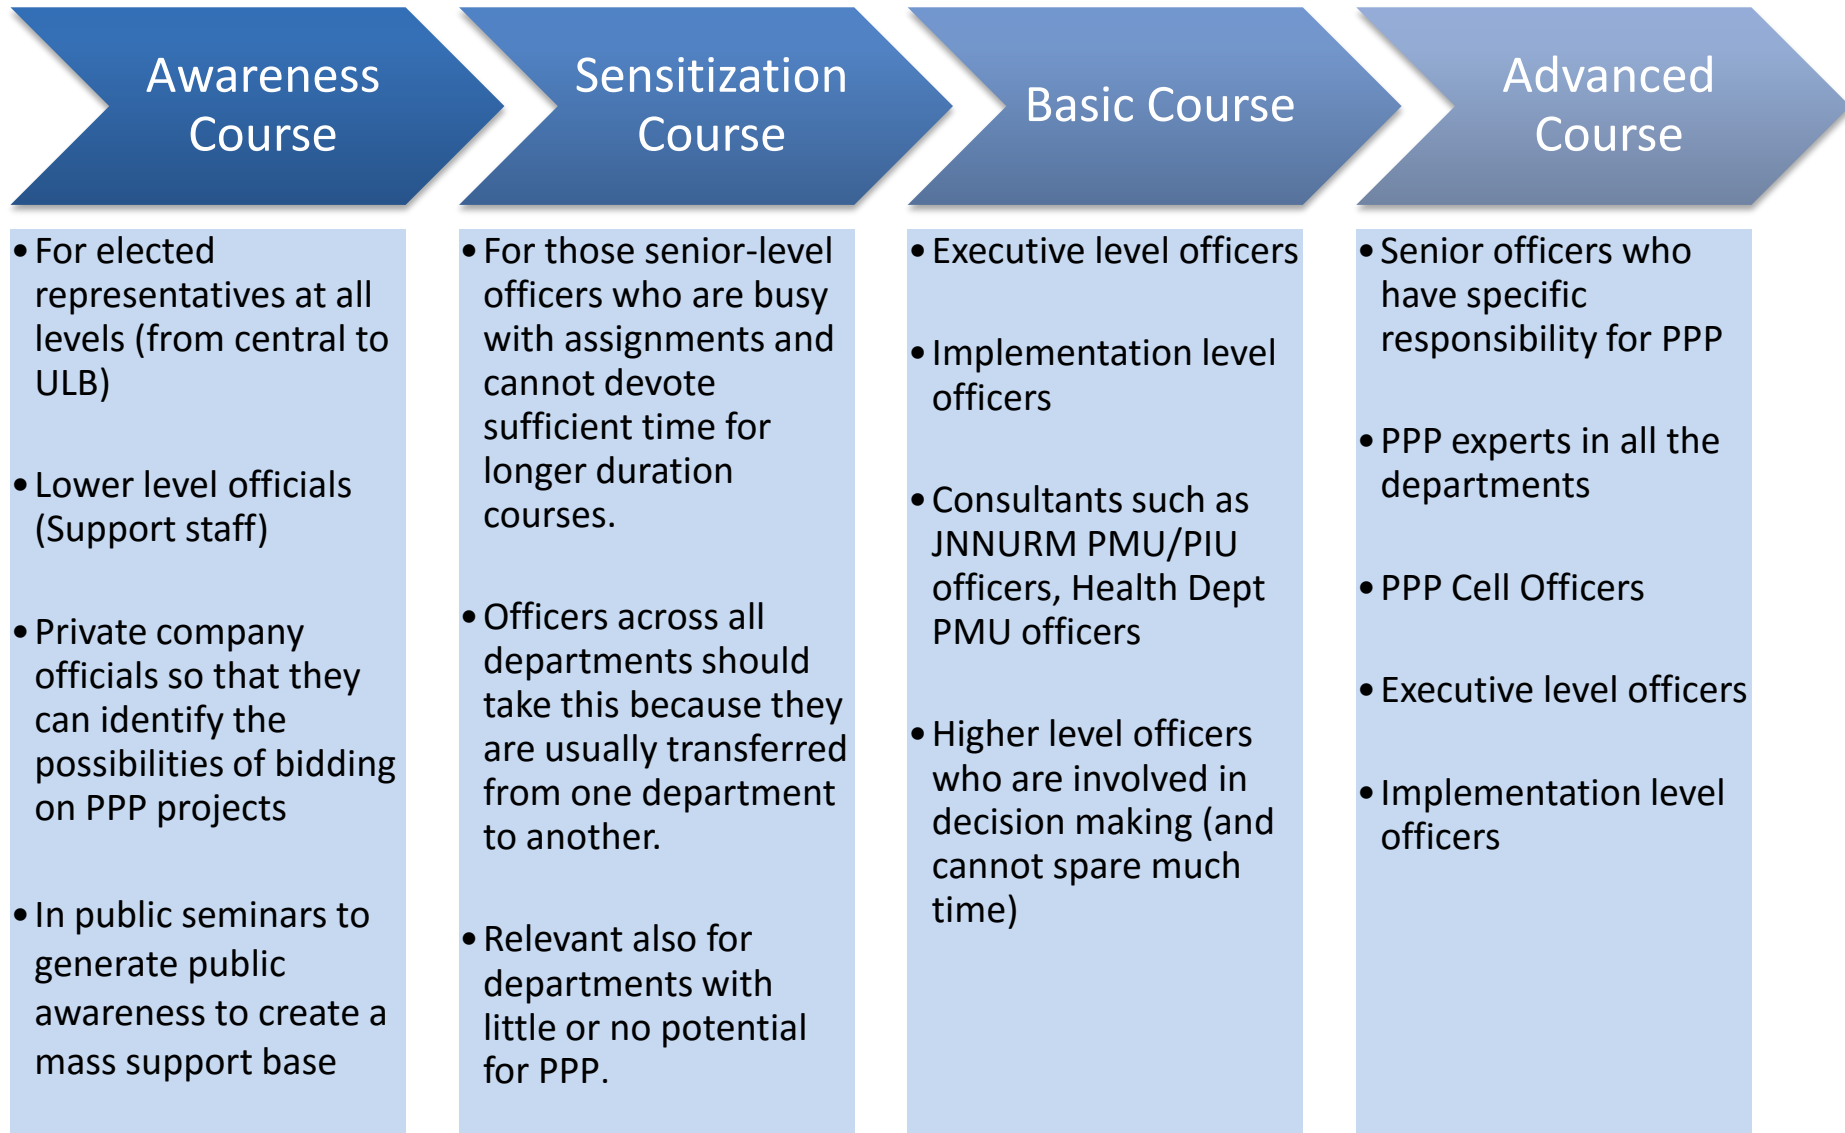 Awareness
Course
• For elected
representatives at all
levels (from central to
ULB)
• Lower level officials
(Support staff)
• Private company
officials so that they
can identify the
possibilities of bidding
on PPP projects
• In public seminars to
generate public
awareness to create a
mass support base
Sensitization
Course
• For those senior-level
officers who are busy
with assignments and
cannot devote
sufficient time for
longer duration
courses.
• Officers across all
departments should
take this because they
are usually transferred
from one department
to another.
• Relevant also for
departments with
little or no potential
for PPP.
Basic Course
• Executive level officers
• Implementation level
officers
• Consultants such as
JNNURM PMU/PIU
officers, Health Dept
PMU officers
• Higher level officers
who are involved in
decision making (and
cannot spare much
time)
Advanced
Course
• Senior officers who
have specific
responsibility for PPP
• PPP experts in all the
departments
• PPP Cell Officers
• Executive level officers
• Implementation level
officers